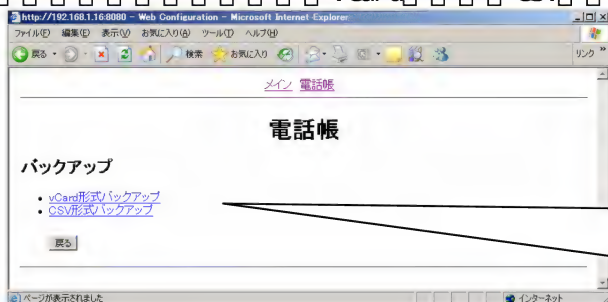 http://192.168.1.16:8080 - Web Configuration - Microsoft Internet Explorer
ファイル(F) 編集(E) 表示(V) お気に入り(A) ツール(T) ヘルプ(H)
戻る 検索 お気に入り リンク »
メイン 電話帳
電話帳
バックアップ
• vCard形式バックアップ
• CSV形式バックアップ
戻る
ページが表示されました インターネット